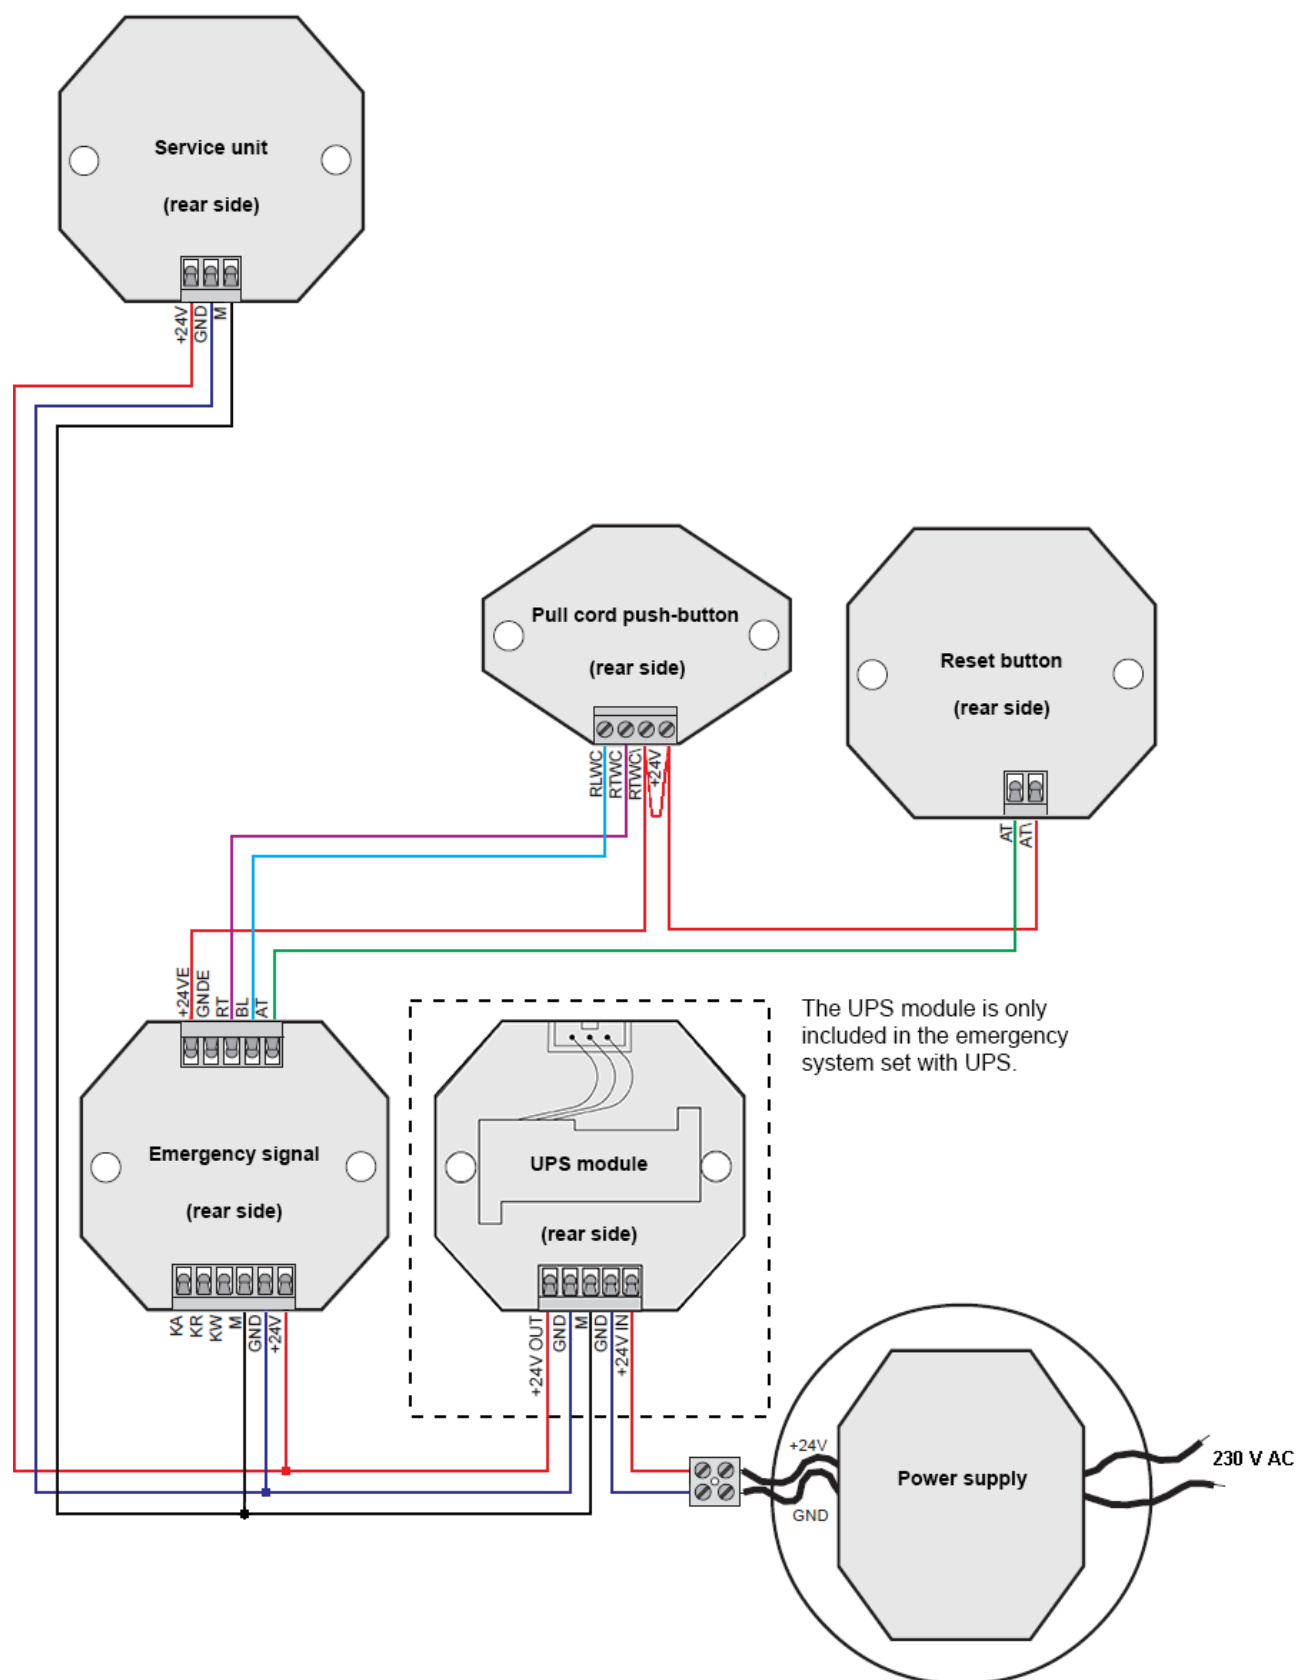 Service unit
(rear side)
+24V
GND
M
Pull cord push-button
(rear side)
RLWC
RTWC
RTWC\
+24V
Reset button
(rear side)
AT
AT\
+24VE
GNDE
RT
BL
AT
Emergency signal
(rear side)
KA
KR
KW
M
GND
+24V
The UPS module is only
included in the emergency
system set with UPS.
UPS module
(rear side)
+24V OUT
GND
M
GND
+24V IN
+24V
GND
Power supply
230 V AC